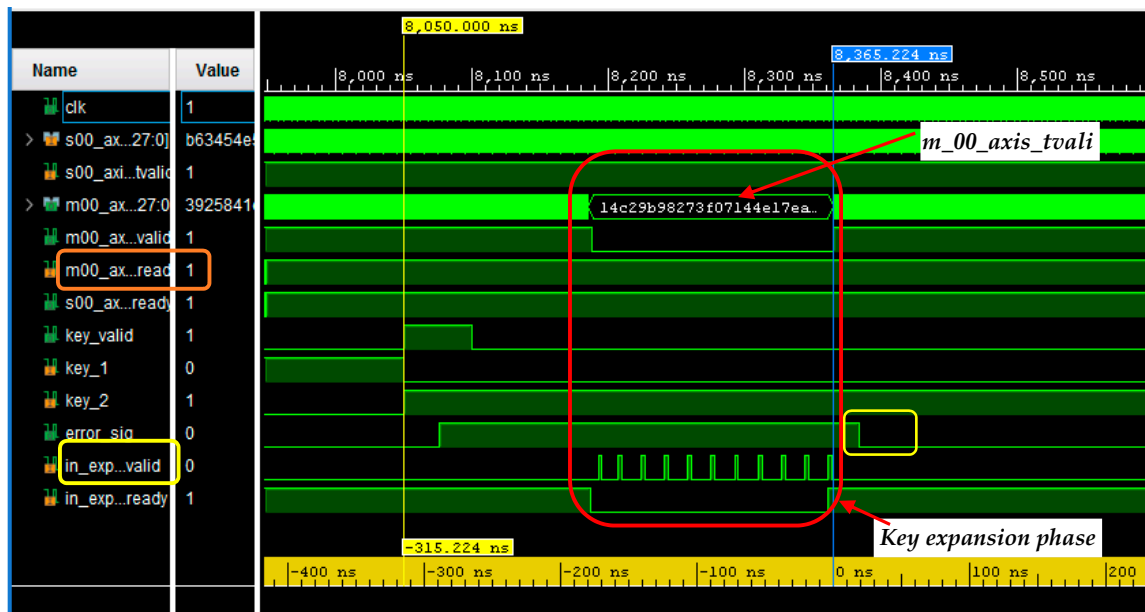 8,050.000 ns
8,365.224 ns
Name Value
8,000 ns 8,100 ns 8,200 ns 8,300 ns 8,400 ns 8,500 ns
clk 1
s00_ax...27:0] b63454e
m_00_axis_tvali
s00_axi..tvalid 1
m00_ax...27:0 3925841
14c29b98273f07144e17ea..
m00_ax...valid 1
m00_ax...read 1
s00_ax...ready 1
key_valid 1
key_1 0
key_2 1
error_sig 0
in_exp...valid 0
in_exp...ready 1
Key expansion phase
-315.224 ns
-400 ns -300 ns -200 ns -100 ns 0 ns 100 ns 200